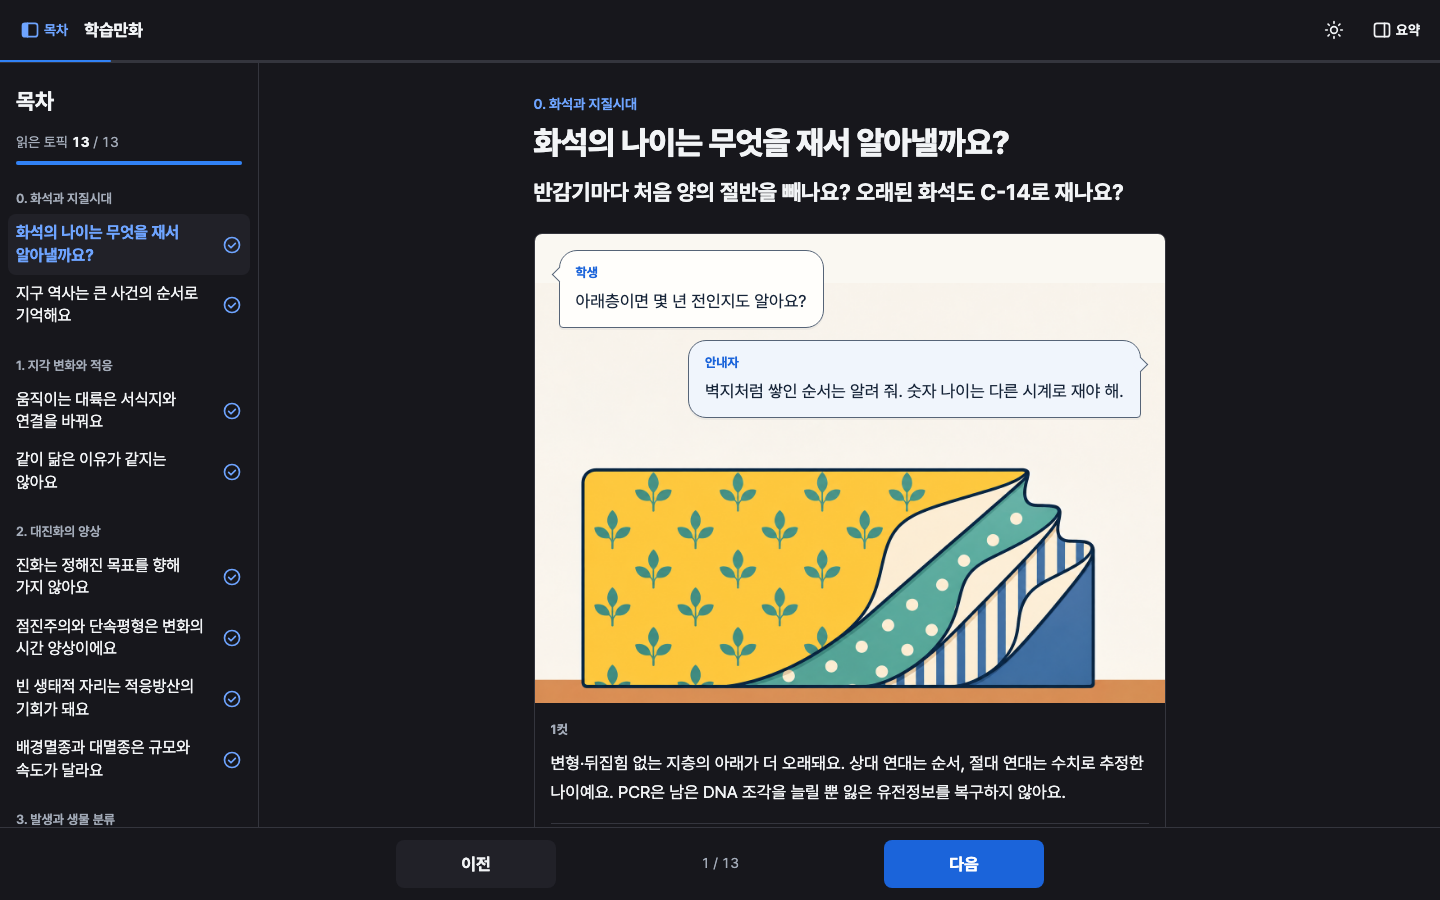 목차
학습만화
요약
목차
읽은 토픽 13 / 13
0. 화석과 지질시대
화석의 나이는 무엇을 재서
알아낼까요?
지구 역사는 큰 사건의 순서로
기억해요
1. 지각 변화와 적응
움직이는 대륙은 서식지와
연결을 바꿔요
같이 닮은 이유가 같지는
않아요
2. 대진화의 양상
진화는 정해진 목표를 향해
가지 않아요
점진주의와 단속평형은 변화의
시간 양상이에요
빈 생태적 자리는 적응방산의
기회가 돼요
배경멸종과 대멸종은 규모와
속도가 달라요
3. 발생과 생물 분류
0. 화석과 지질시대
화석의 나이는 무엇을 재서 알아낼까요?
반감기마다 처음 양의 절반을 빼나요? 오래된 화석도 C-14로 재나요?
학생
아래층이면 몇 년 전인지도 알아요?
안내자
벽지처럼 쌓인 순서는 알려 줘. 숫자 나이는 다른 시계로 재야 해.
1컷
변형·뒤집힘 없는 지층의 아래가 더 오래돼요. 상대 연대는 순서, 절대 연대는 수치로 추정한
나이예요. PCR은 남은 DNA 조각을 늘릴 뿐 잃은 유전정보를 복구하지 않아요.
이전
1 / 13
다음